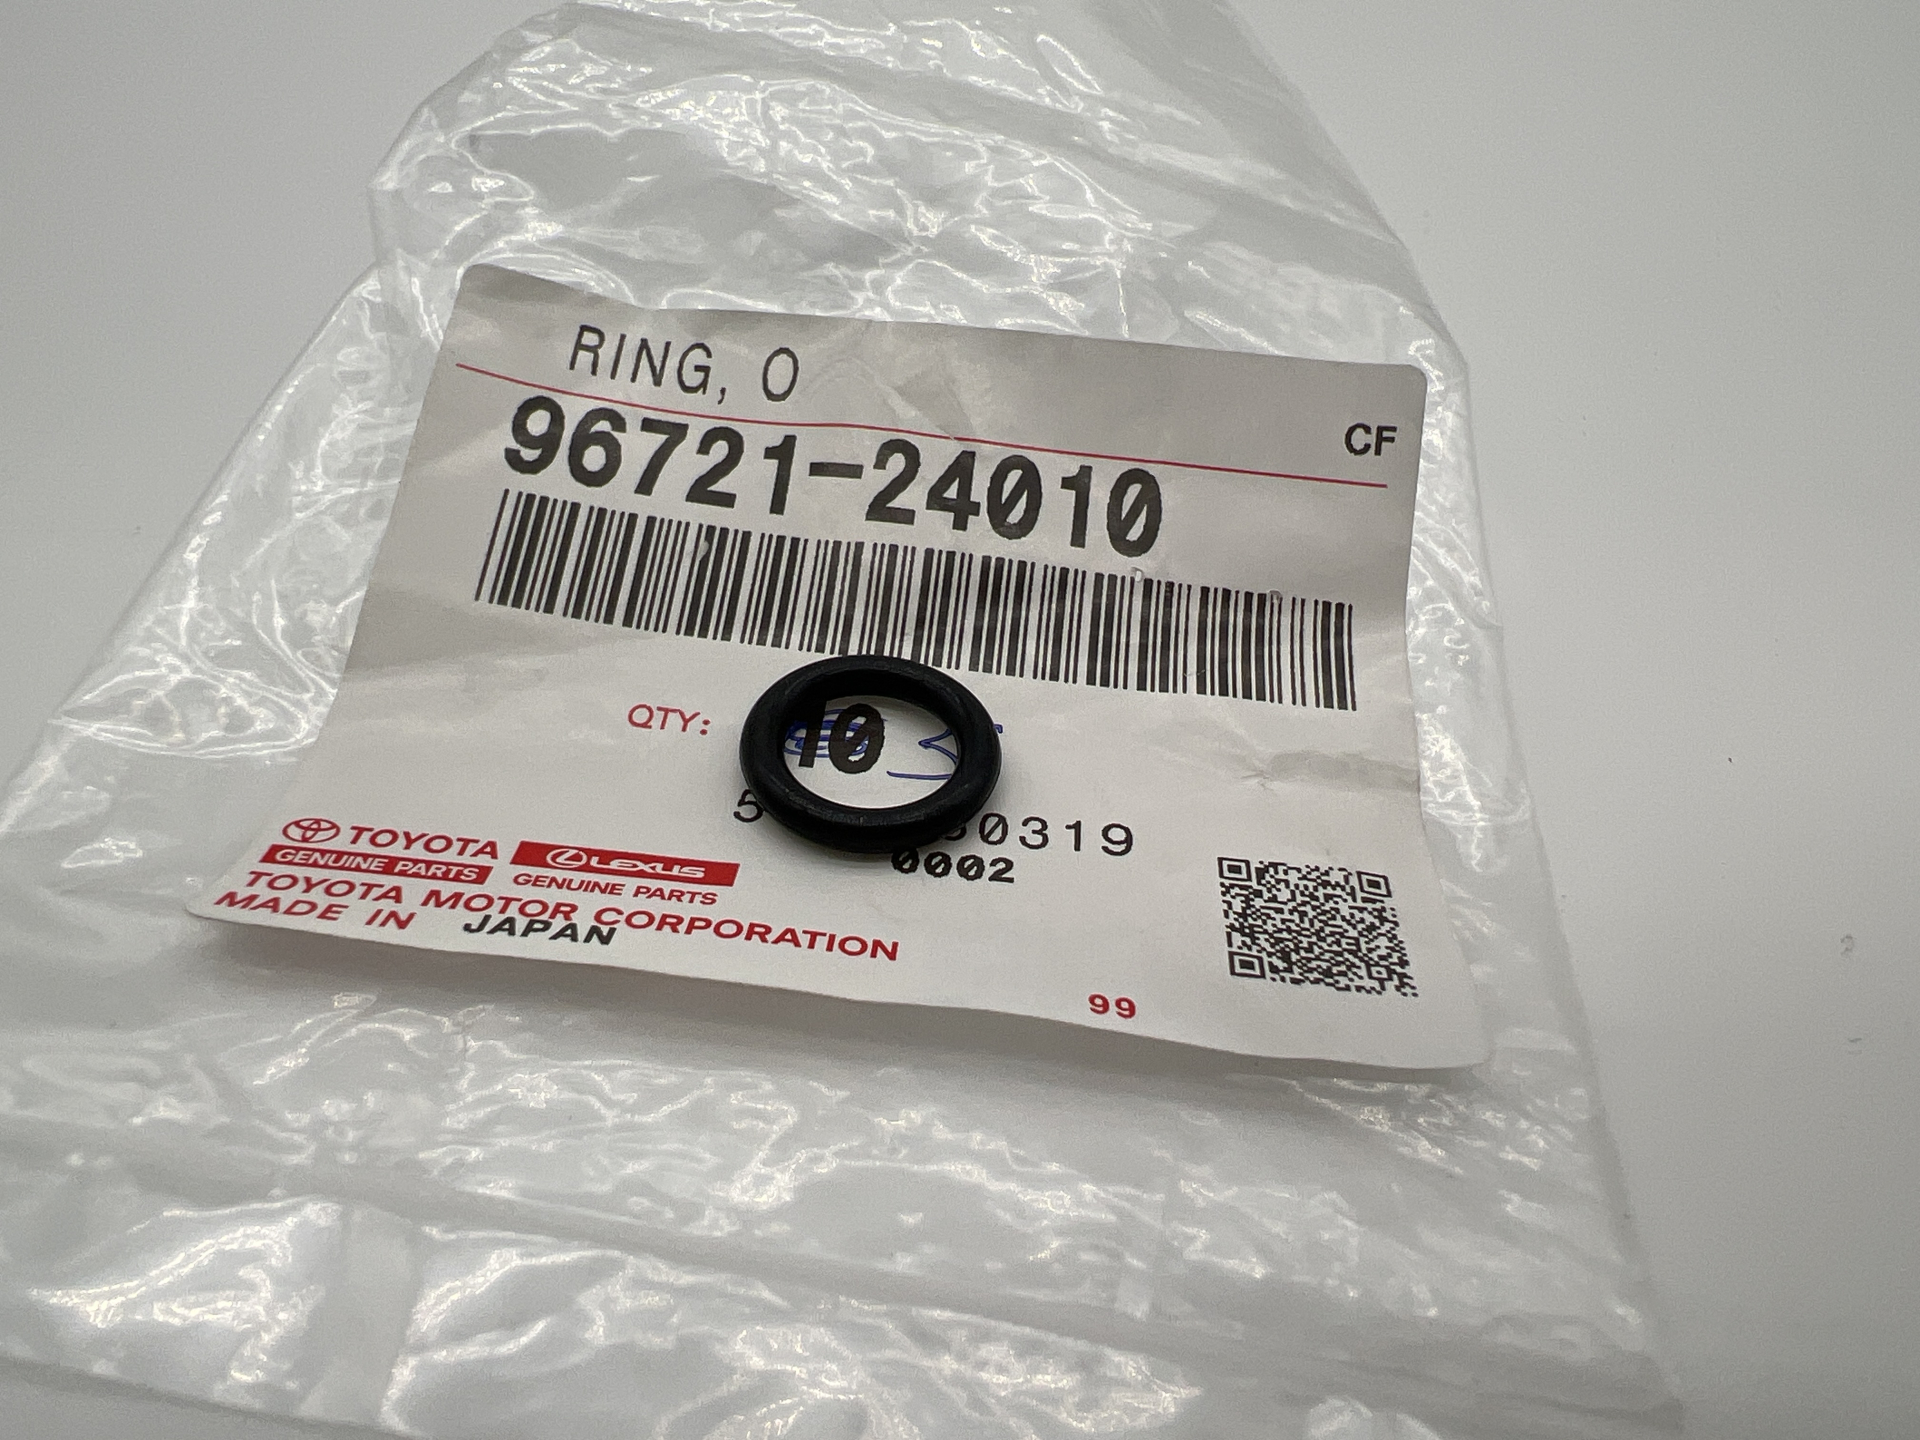 RING, O
CF
96721-24010
QTY: 10
0319
0002
TOYOTA
GENUINE PARTS
LEXUS
GENUINE PARTS
TOYOTA MOTOR CORPORATION
MADE IN JAPAN
99